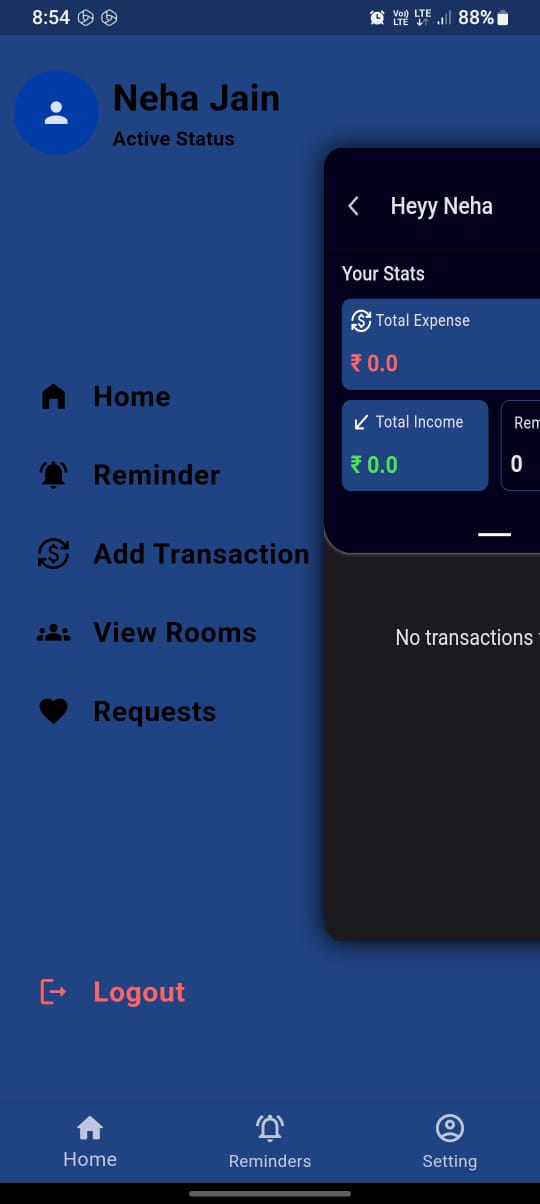 8:54
Vo)) LTE
LTE
88%
Neha Jain
Active Status
Heyy Neha
Your Stats
Total Expense
₹ 0.0
Total Income
₹ 0.0
Rem
0
No transactions
Home
Reminder
Add Transaction
View Rooms
Requests
Logout
Home
Reminders
Setting